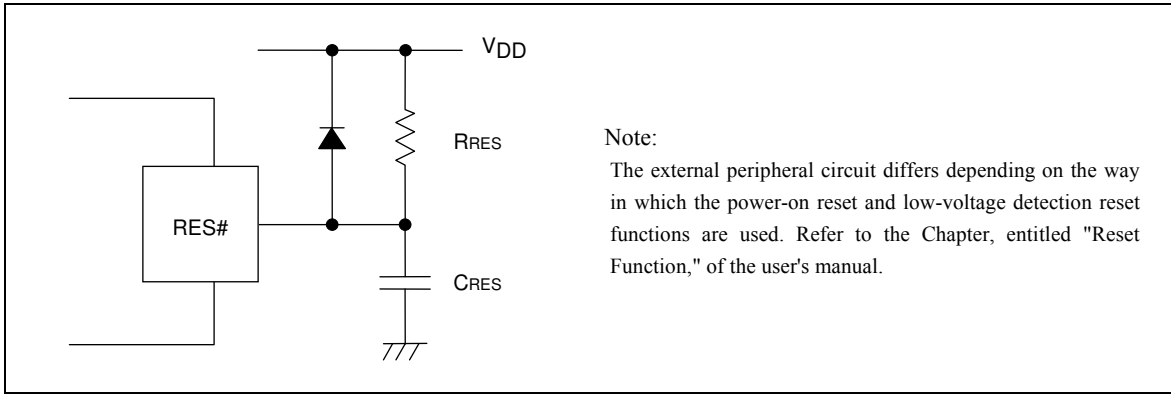 VDD
RRES
RES#
CRES
Note:
The external peripheral circuit differs depending on the way
in which the power-on reset and low-voltage detection reset
functions are used. Refer to the Chapter, entitled "Reset
Function," of the user's manual.